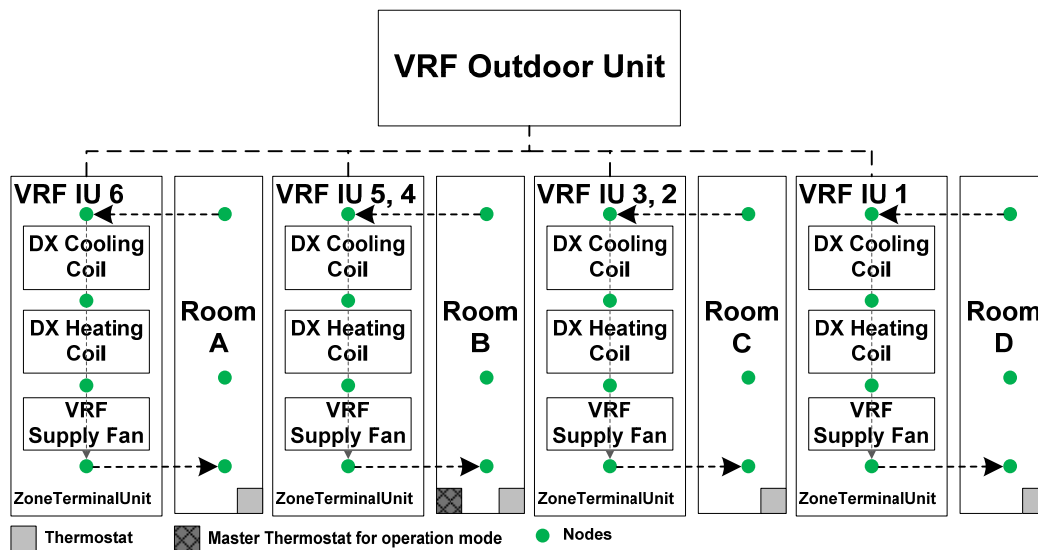 VRF Outdoor Unit
VRF IU 6
DX Cooling
Coil
DX Heating
Coil
VRF
Supply Fan
ZoneTerminalUnit
Room
A
VRF IU 5, 4
DX Cooling
Coil
DX Heating
Coil
VRF
Supply Fan
ZoneTerminalUnit
Room
B
VRF IU 3, 2
DX Cooling
Coil
DX Heating
Coil
VRF
Supply Fan
ZoneTerminalUnit
Room
C
VRF IU 1
DX Cooling
Coil
DX Heating
Coil
VRF
Supply Fan
ZoneTerminalUnit
Room
D
Thermostat
Master Thermostat for operation mode
Nodes